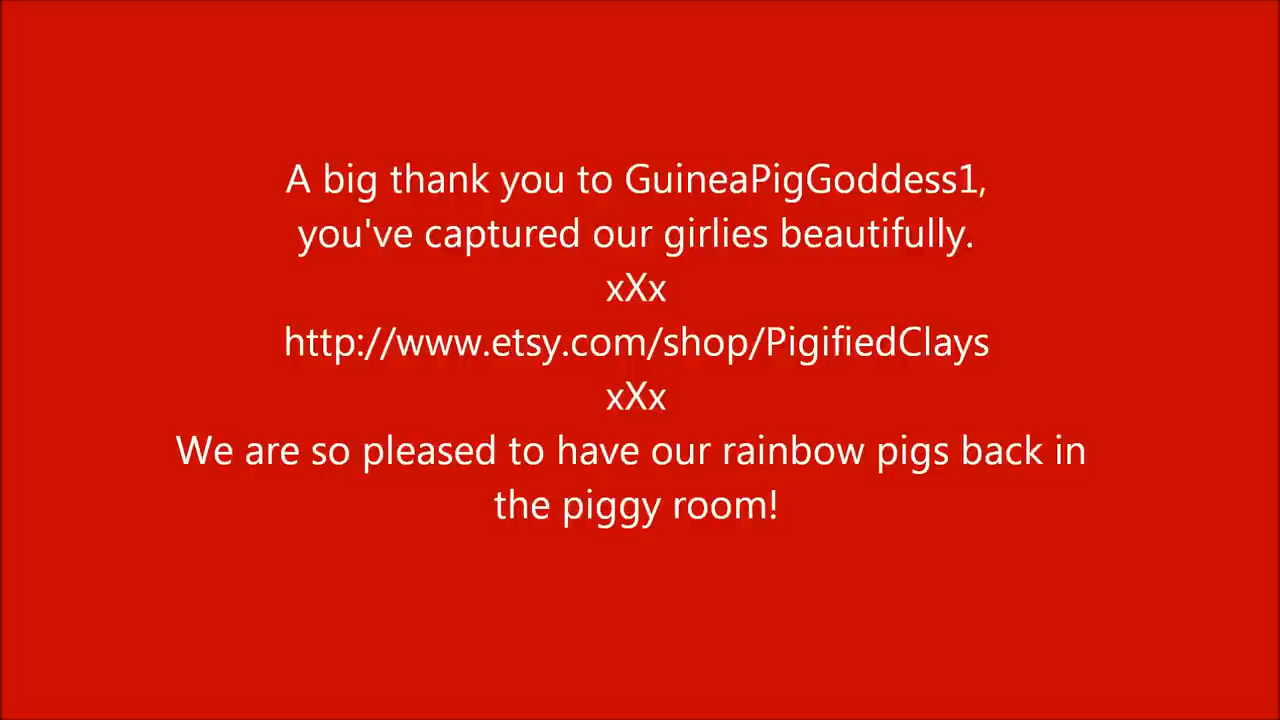 A big thank you to GuineaPigGoddess1,
you've captured our girlies beautifully.
xXx
http://www.etsy.com/shop/PigifiedClays
xXx
We are so pleased to have our rainbow pigs back in
the piggy room!